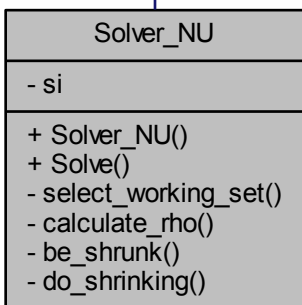 Solver_NU
- si
+ Solver_NU()
+ Solve()
- select_working_set()
- calculate_rho()
- be_shrunk()
- do_shrinking()